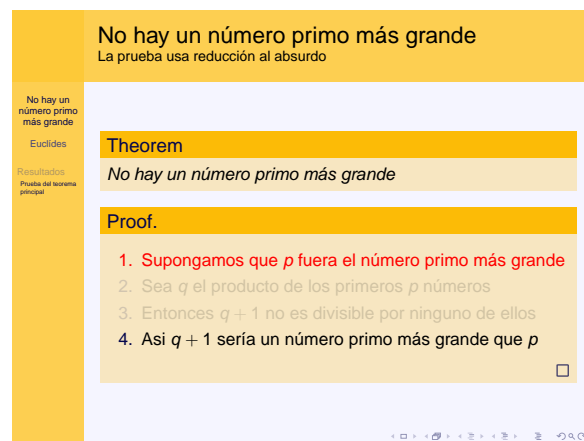 No hay un número primo más grande
La prueba usa reducción al absurdo
No hay un
número primo
más grande
Euclides
Resultados
Prueba del teorema
principal
Theorem
No hay un número primo más grande
Proof.
1. Supongamos que p fuera el número primo más grande
2. Sea q el producto de los primeros p números
3. Entonces q + 1 no es divisible por ninguno de ellos
4. Asi q + 1 sería un número primo más grande que p